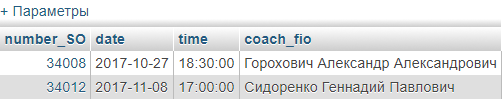 + Параметры
number_SO date time coach_fio
34008 2017-10-27 18:30:00 Горохович Александр Александрович
34012 2017-11-08 17:00:00 Сидоренко Геннадий Павлович